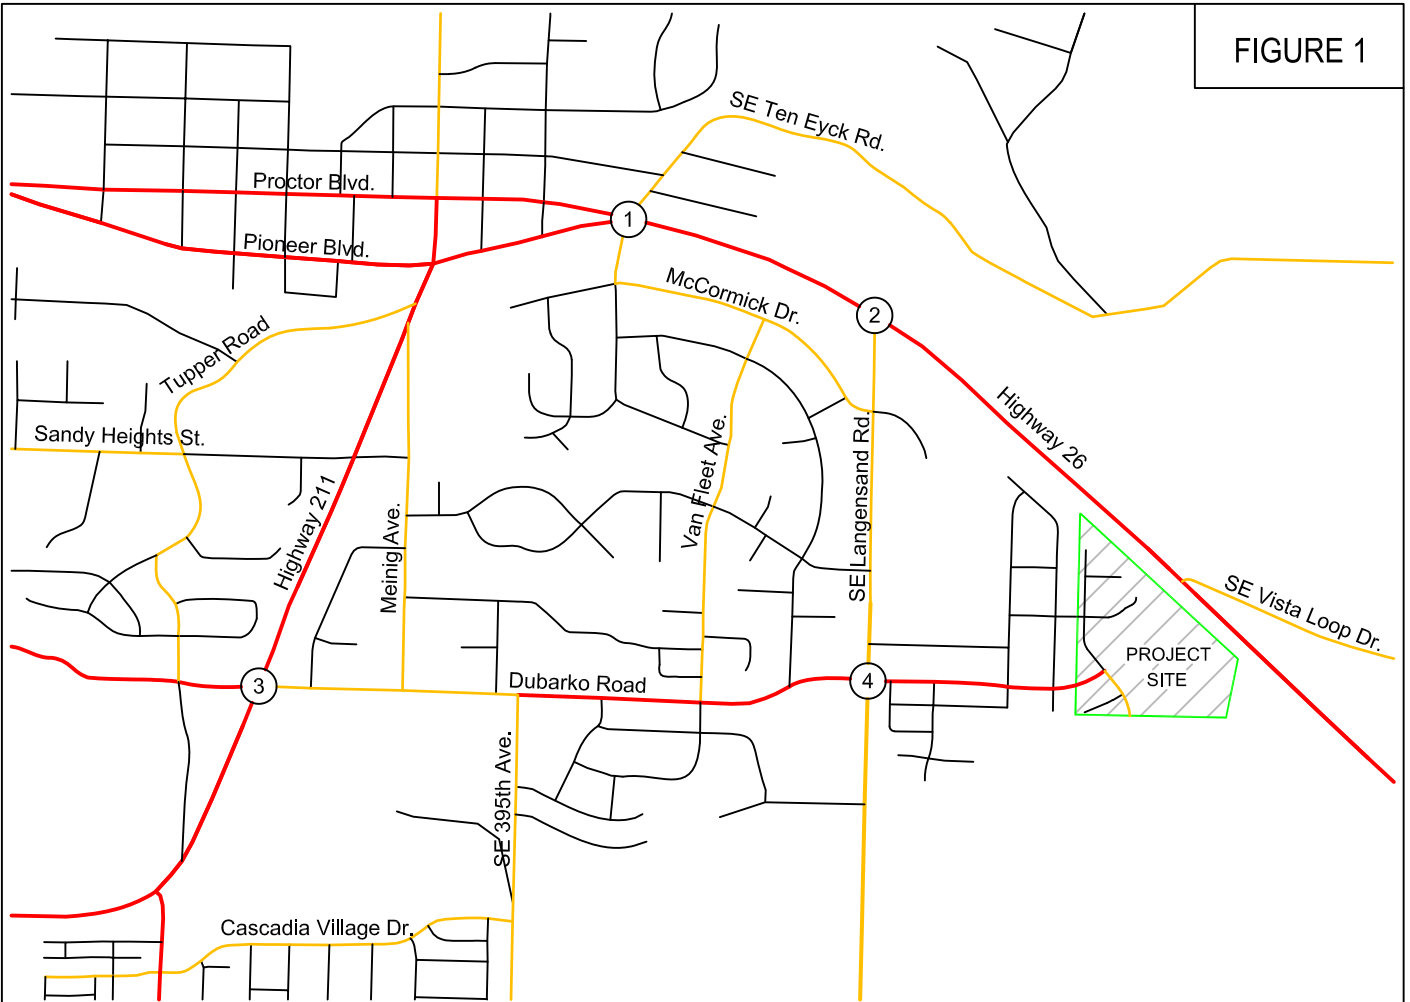 FIGURE 1
SE Ten Eyck Rd.
Proctor Blvd.
1
Pioneer Blvd.
McCormick Dr.
2
Tupper Road
Highway 26
Sandy Heights St.
Van Fleet Ave.
SE Langensand Rd.
Highway 211
Meinig Ave.
SE Vista Loop Dr.
PROJECT
SITE
3
Dubarko Road
4
SE 395th Ave.
Cascadia Village Dr.